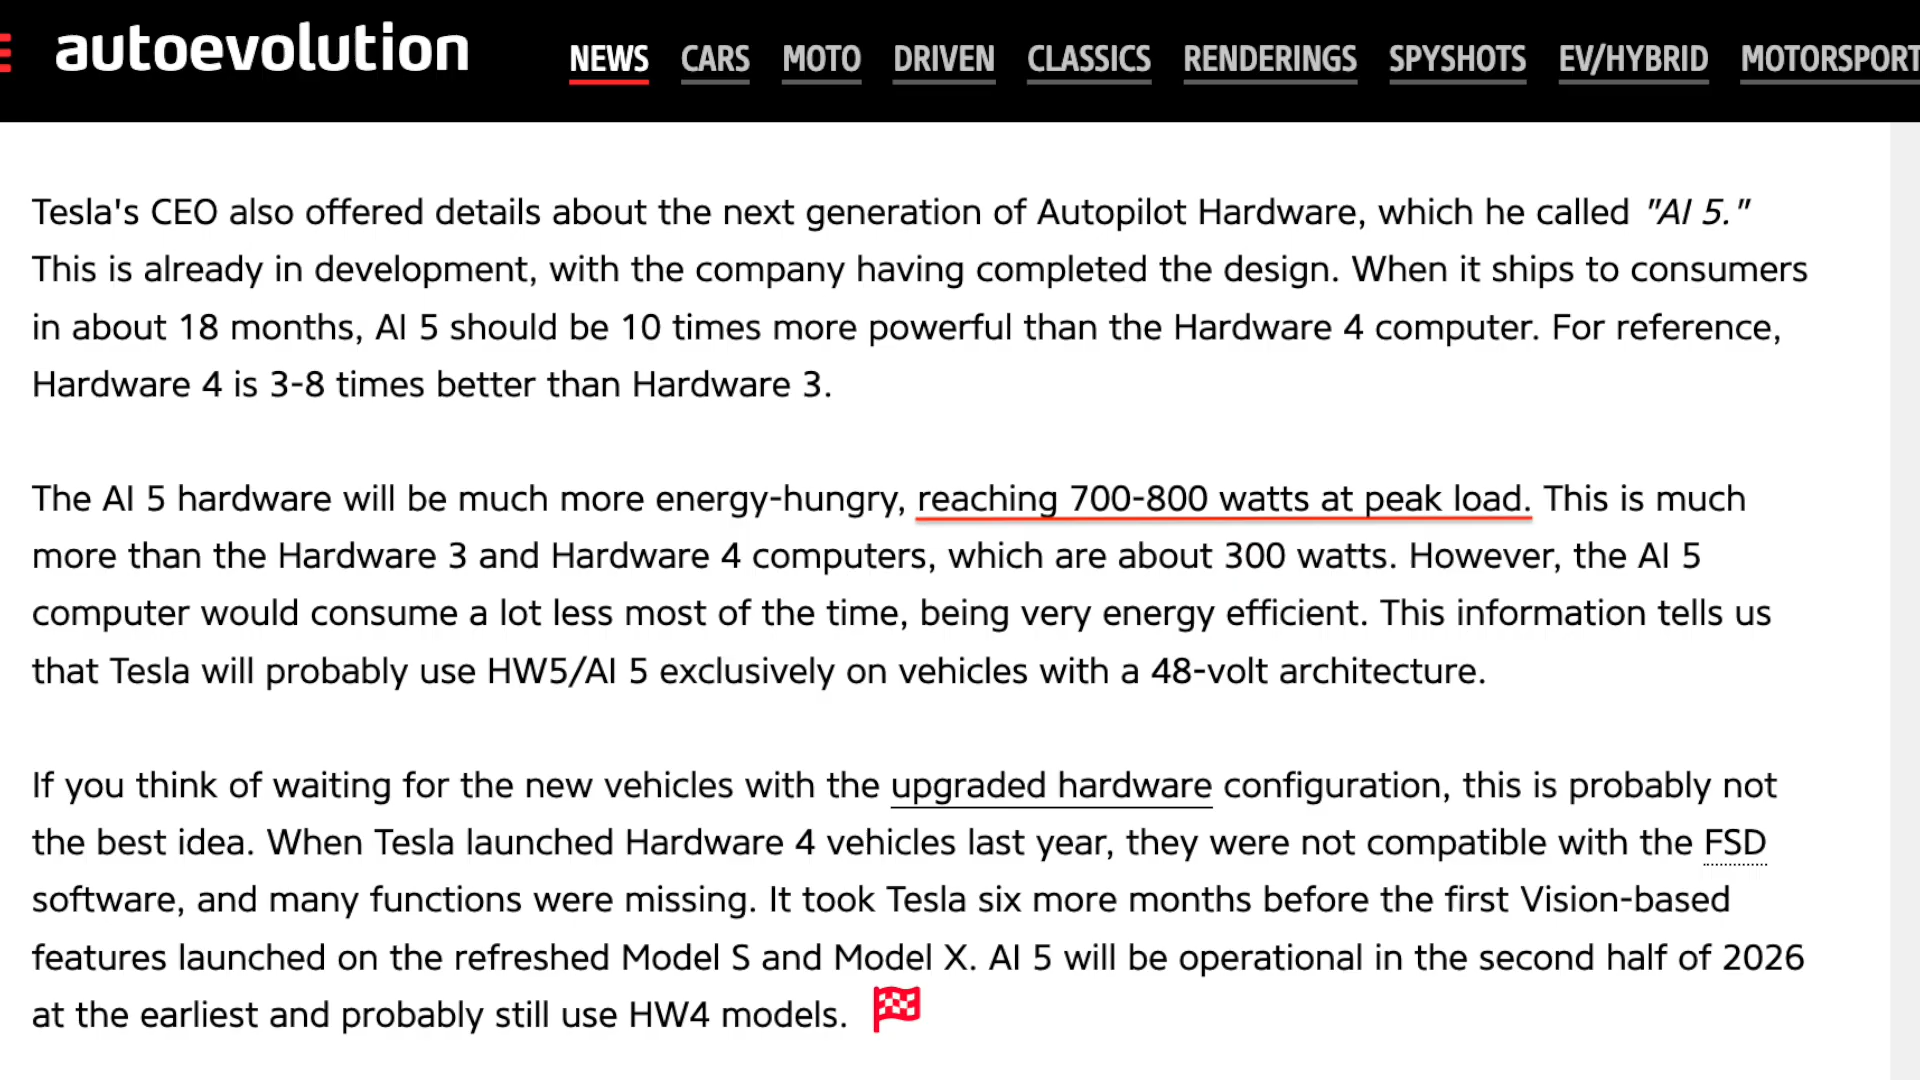 autoevolution
NEWS CARS MOTO DRIVEN CLASSICS RENDERINGS SPYSHOTS EV/HYBRID MOTORSPORT
Tesla's CEO also offered details about the next generation of Autopilot Hardware, which he called "AI 5."
This is already in development, with the company having completed the design. When it ships to consumers
in about 18 months, AI 5 should be 10 times more powerful than the Hardware 4 computer. For reference,
Hardware 4 is 3-8 times better than Hardware 3.
The AI 5 hardware will be much more energy-hungry, reaching 700-800 watts at peak load. This is much
more than the Hardware 3 and Hardware 4 computers, which are about 300 watts. However, the AI 5
computer would consume a lot less most of the time, being very energy efficient. This information tells us
that Tesla will probably use HW5/AI 5 exclusively on vehicles with a 48-volt architecture.
If you think of waiting for the new vehicles with the upgraded hardware configuration, this is probably not
the best idea. When Tesla launched Hardware 4 vehicles last year, they were not compatible with the FSD
software, and many functions were missing. It took Tesla six more months before the first Vision-based
features launched on the refreshed Model S and Model X. AI 5 will be operational in the second half of 2026
at the earliest and probably still use HW4 models.